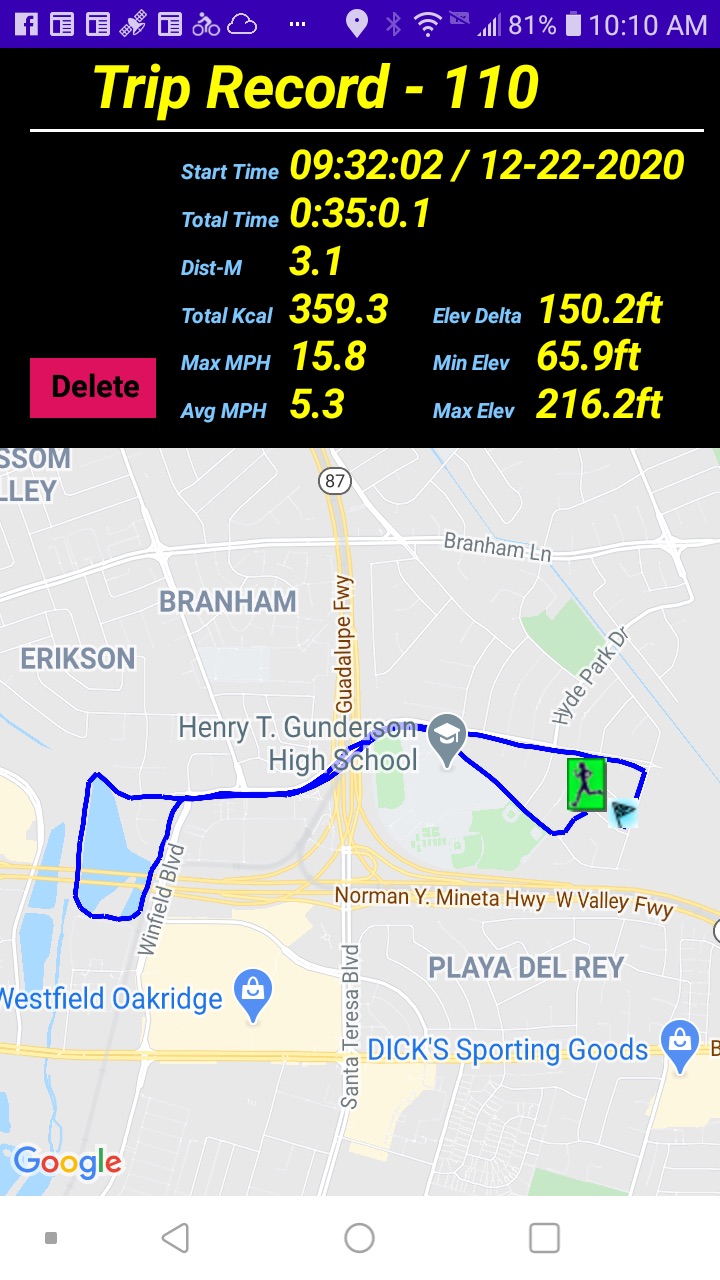 81% 10:10 AM
Trip Record - 110
Start Time 09:32:02 / 12-22-2020
Total Time 0:35:0.1
Dist-M 3.1
Total Kcal 359.3 Elev Delta 150.2ft
Max MPH 15.8 Min Elev 65.9ft
Delete
Avg MPH 5.3 Max Elev 216.2ft
SSOM
LLEY
87
Branham Ln
BRANHAM
Guadalupe Fwy
ERIKSON
Hyde Park Dr
Henry T. Gunderson
High School
Winfield Blvd
Norman Y. Mineta Hwy W Valley Fwy
PLAYA DEL REY
Westfield Oakridge
Santa Teresa Blvd
DICK'S Sporting Goods
B
Google